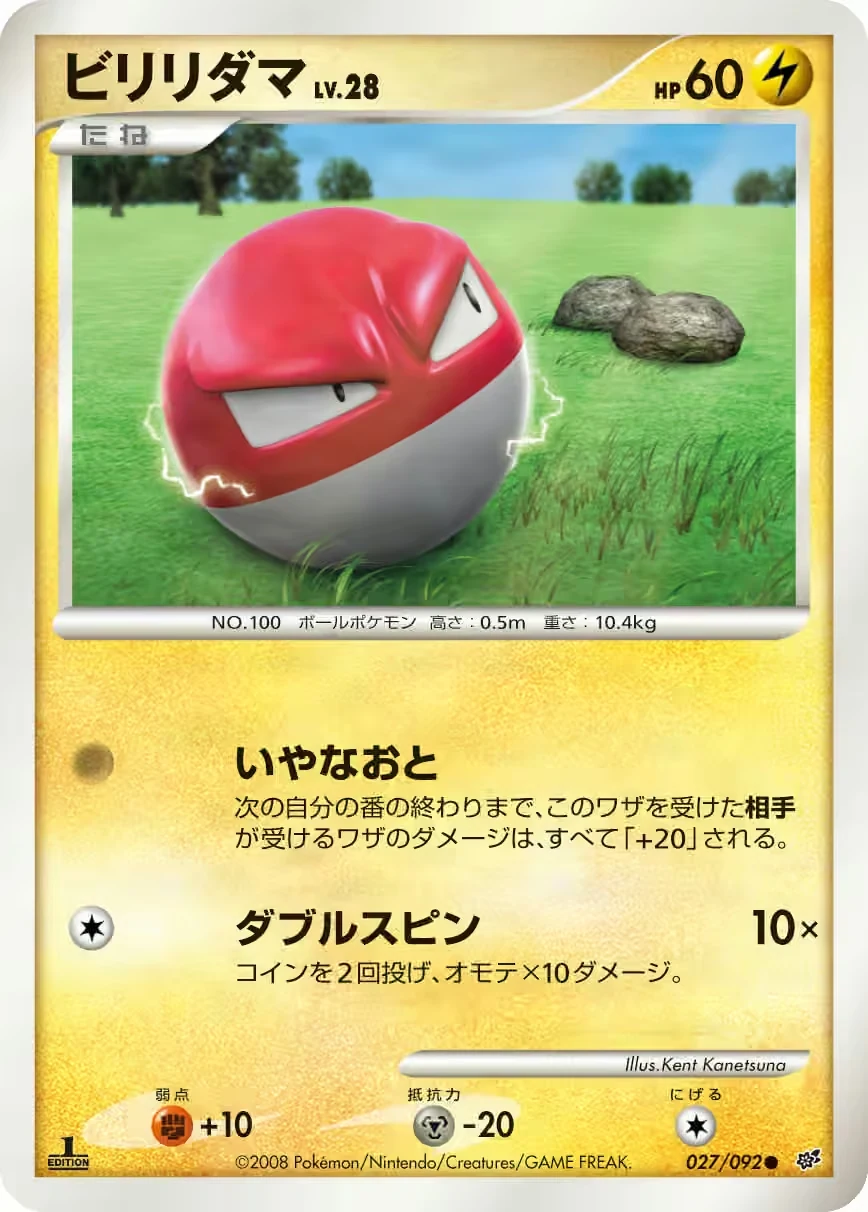 ビリリダマ LV.28 HP60
たね
NO.100 ボールポケモン 高さ:0.5m 重さ:10.4kg
いやなおと
次の自分の番の終わりまで、このワザを受けた相手
が受けるワザのダメージは、すべて「+20」される。
ダブルスピン 10×
コインを2回投げ、オモテ×10ダメージ。
Illus.Kent Kanetsuna
弱点 抵抗力 にげる
+10 -20
1 EDITION ©2008 Pokémon/Nintendo/Creatures/GAME FREAK. 027/092●